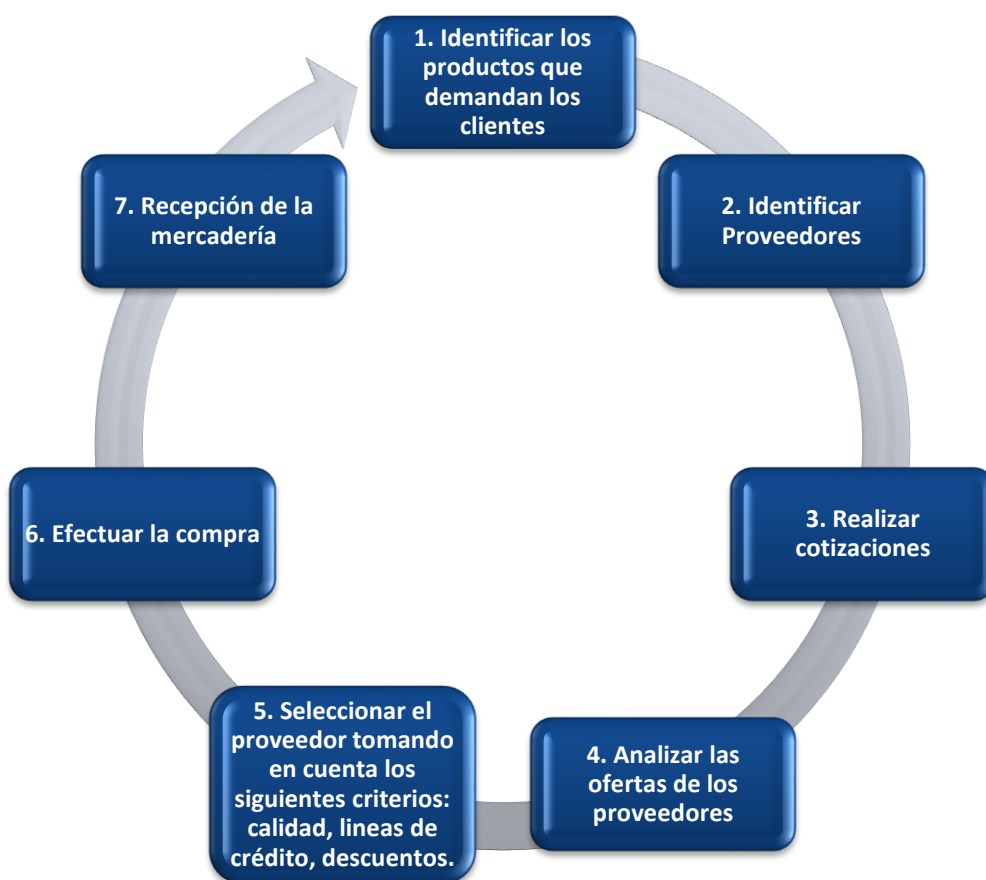 1. Identificar los
productos que
demandan los
clientes
2. Identificar
Proveedores
3. Realizar
cotizaciones
4. Analizar las
ofertas de los
proveedores
5. Seleccionar el
proveedor tomando
en cuenta los
siguientes criterios:
calidad, lineas de
crédito, descuentos.
6. Efectuar la compra
7. Recepción de la
mercadería